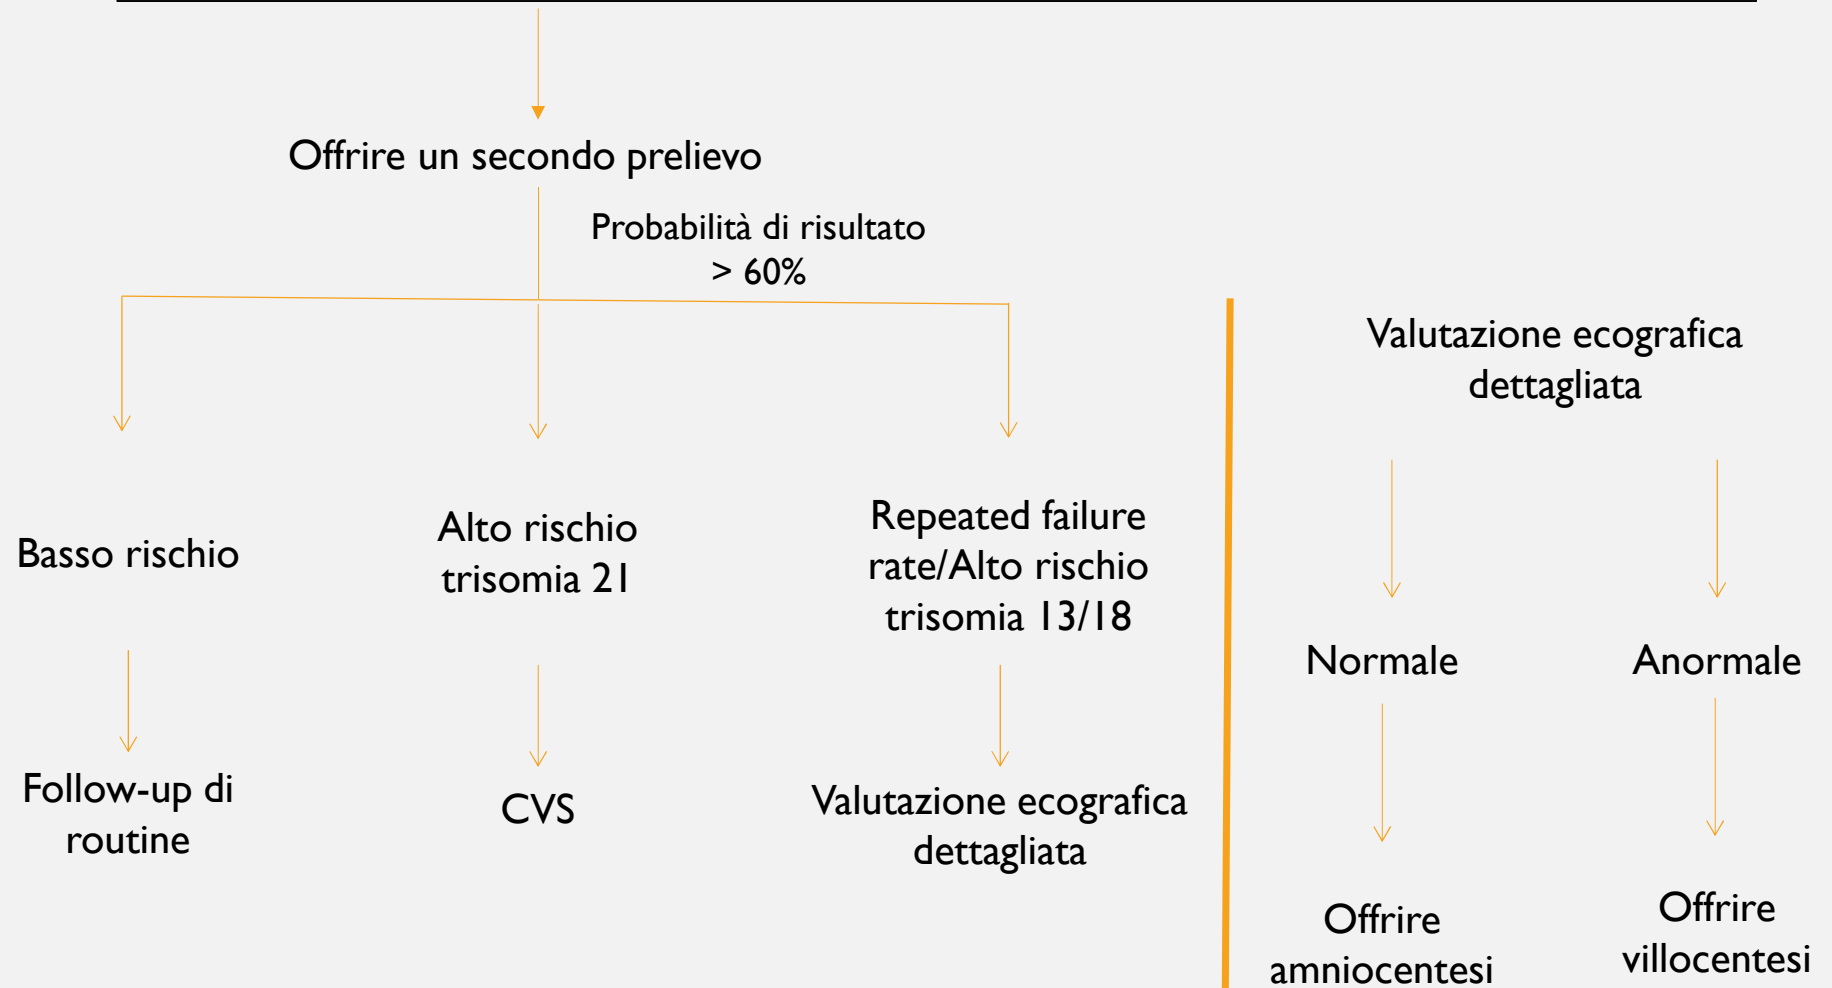 Offrire un secondo prelievo
Probabilità di risultato
> 60%
Basso rischio
Alto rischio
trisomia 21
Repeated failure
rate/Alto rischio
trisomia 13/18
Follow-up di
routine
CVS
Valutazione ecografica
dettagliata
Valutazione ecografica
dettagliata
Normale
Anormale
Offrire
amniocentesi
Offrire
villocentesi